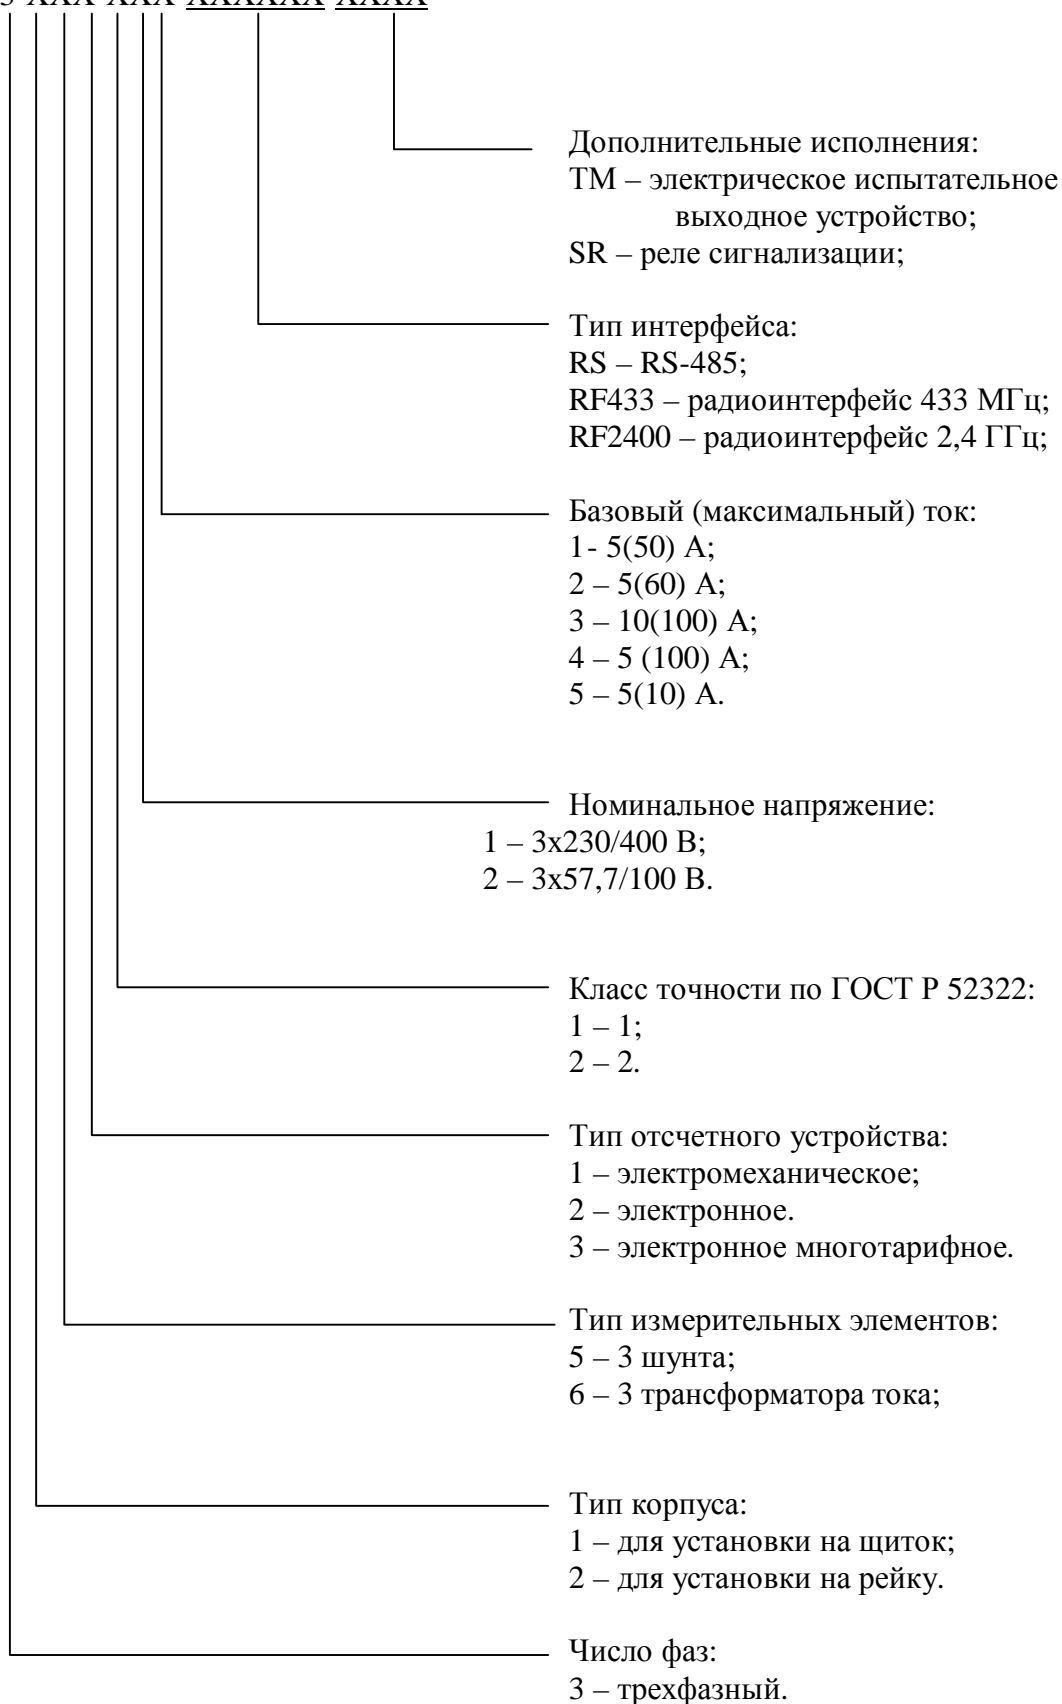 3 ХХХ ХХХ ХХХХХХ ХХХХ
Дополнительные исполнения:
ТМ – электрическое испытательное
выходное устройство;
SR – реле сигнализации;
Тип интерфейса:
RS – RS-485;
RF433 – радиоинтерфейс 433 МГц;
RF2400 – радиоинтерфейс 2,4 ГГц;
Базовый (максимальный) ток:
1- 5(50) А;
2 – 5(60) А;
3 – 10(100) А;
4 – 5 (100) А;
5 – 5(10) А.
Номинальное напряжение:
1 – 3х230/400 В;
2 – 3х57,7/100 В.
Класс точности по ГОСТ Р 52322:
1 – 1;
2 – 2.
Тип отсчетного устройства:
1 – электромеханическое;
2 – электронное.
3 – электронное многотарифное.
Тип измерительных элементов:
5 – 3 шунта;
6 – 3 трансформатора тока;
Тип корпуса:
1 – для установки на щиток;
2 – для установки на рейку.
Число фаз:
3 – трехфазный.